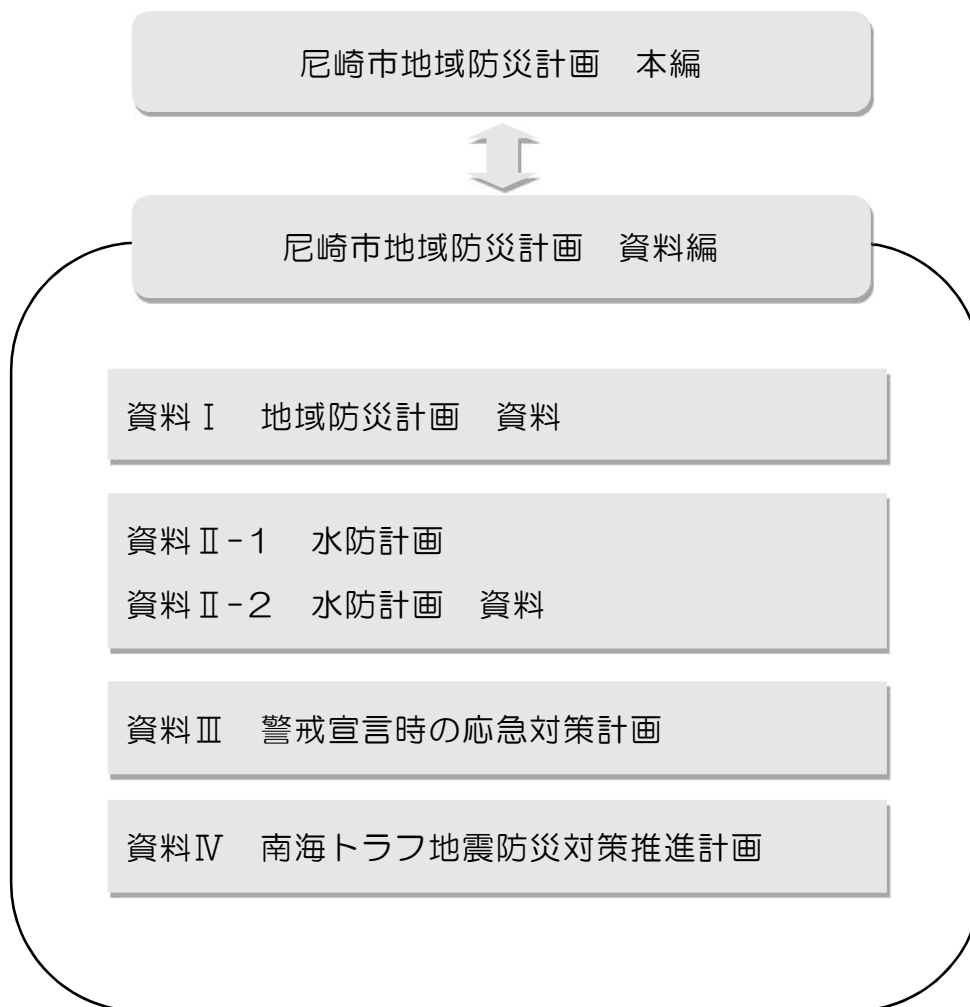 尼崎市地域防災計画　本編
尼崎市地域防災計画　資料編
資料Ⅰ　地域防災計画　資料
資料Ⅱ-１　水防計画
資料Ⅱ-２　水防計画　資料
資料Ⅲ　警戒宣言時の応急対策計画
資料Ⅳ　南海トラフ地震防災対策推進計画